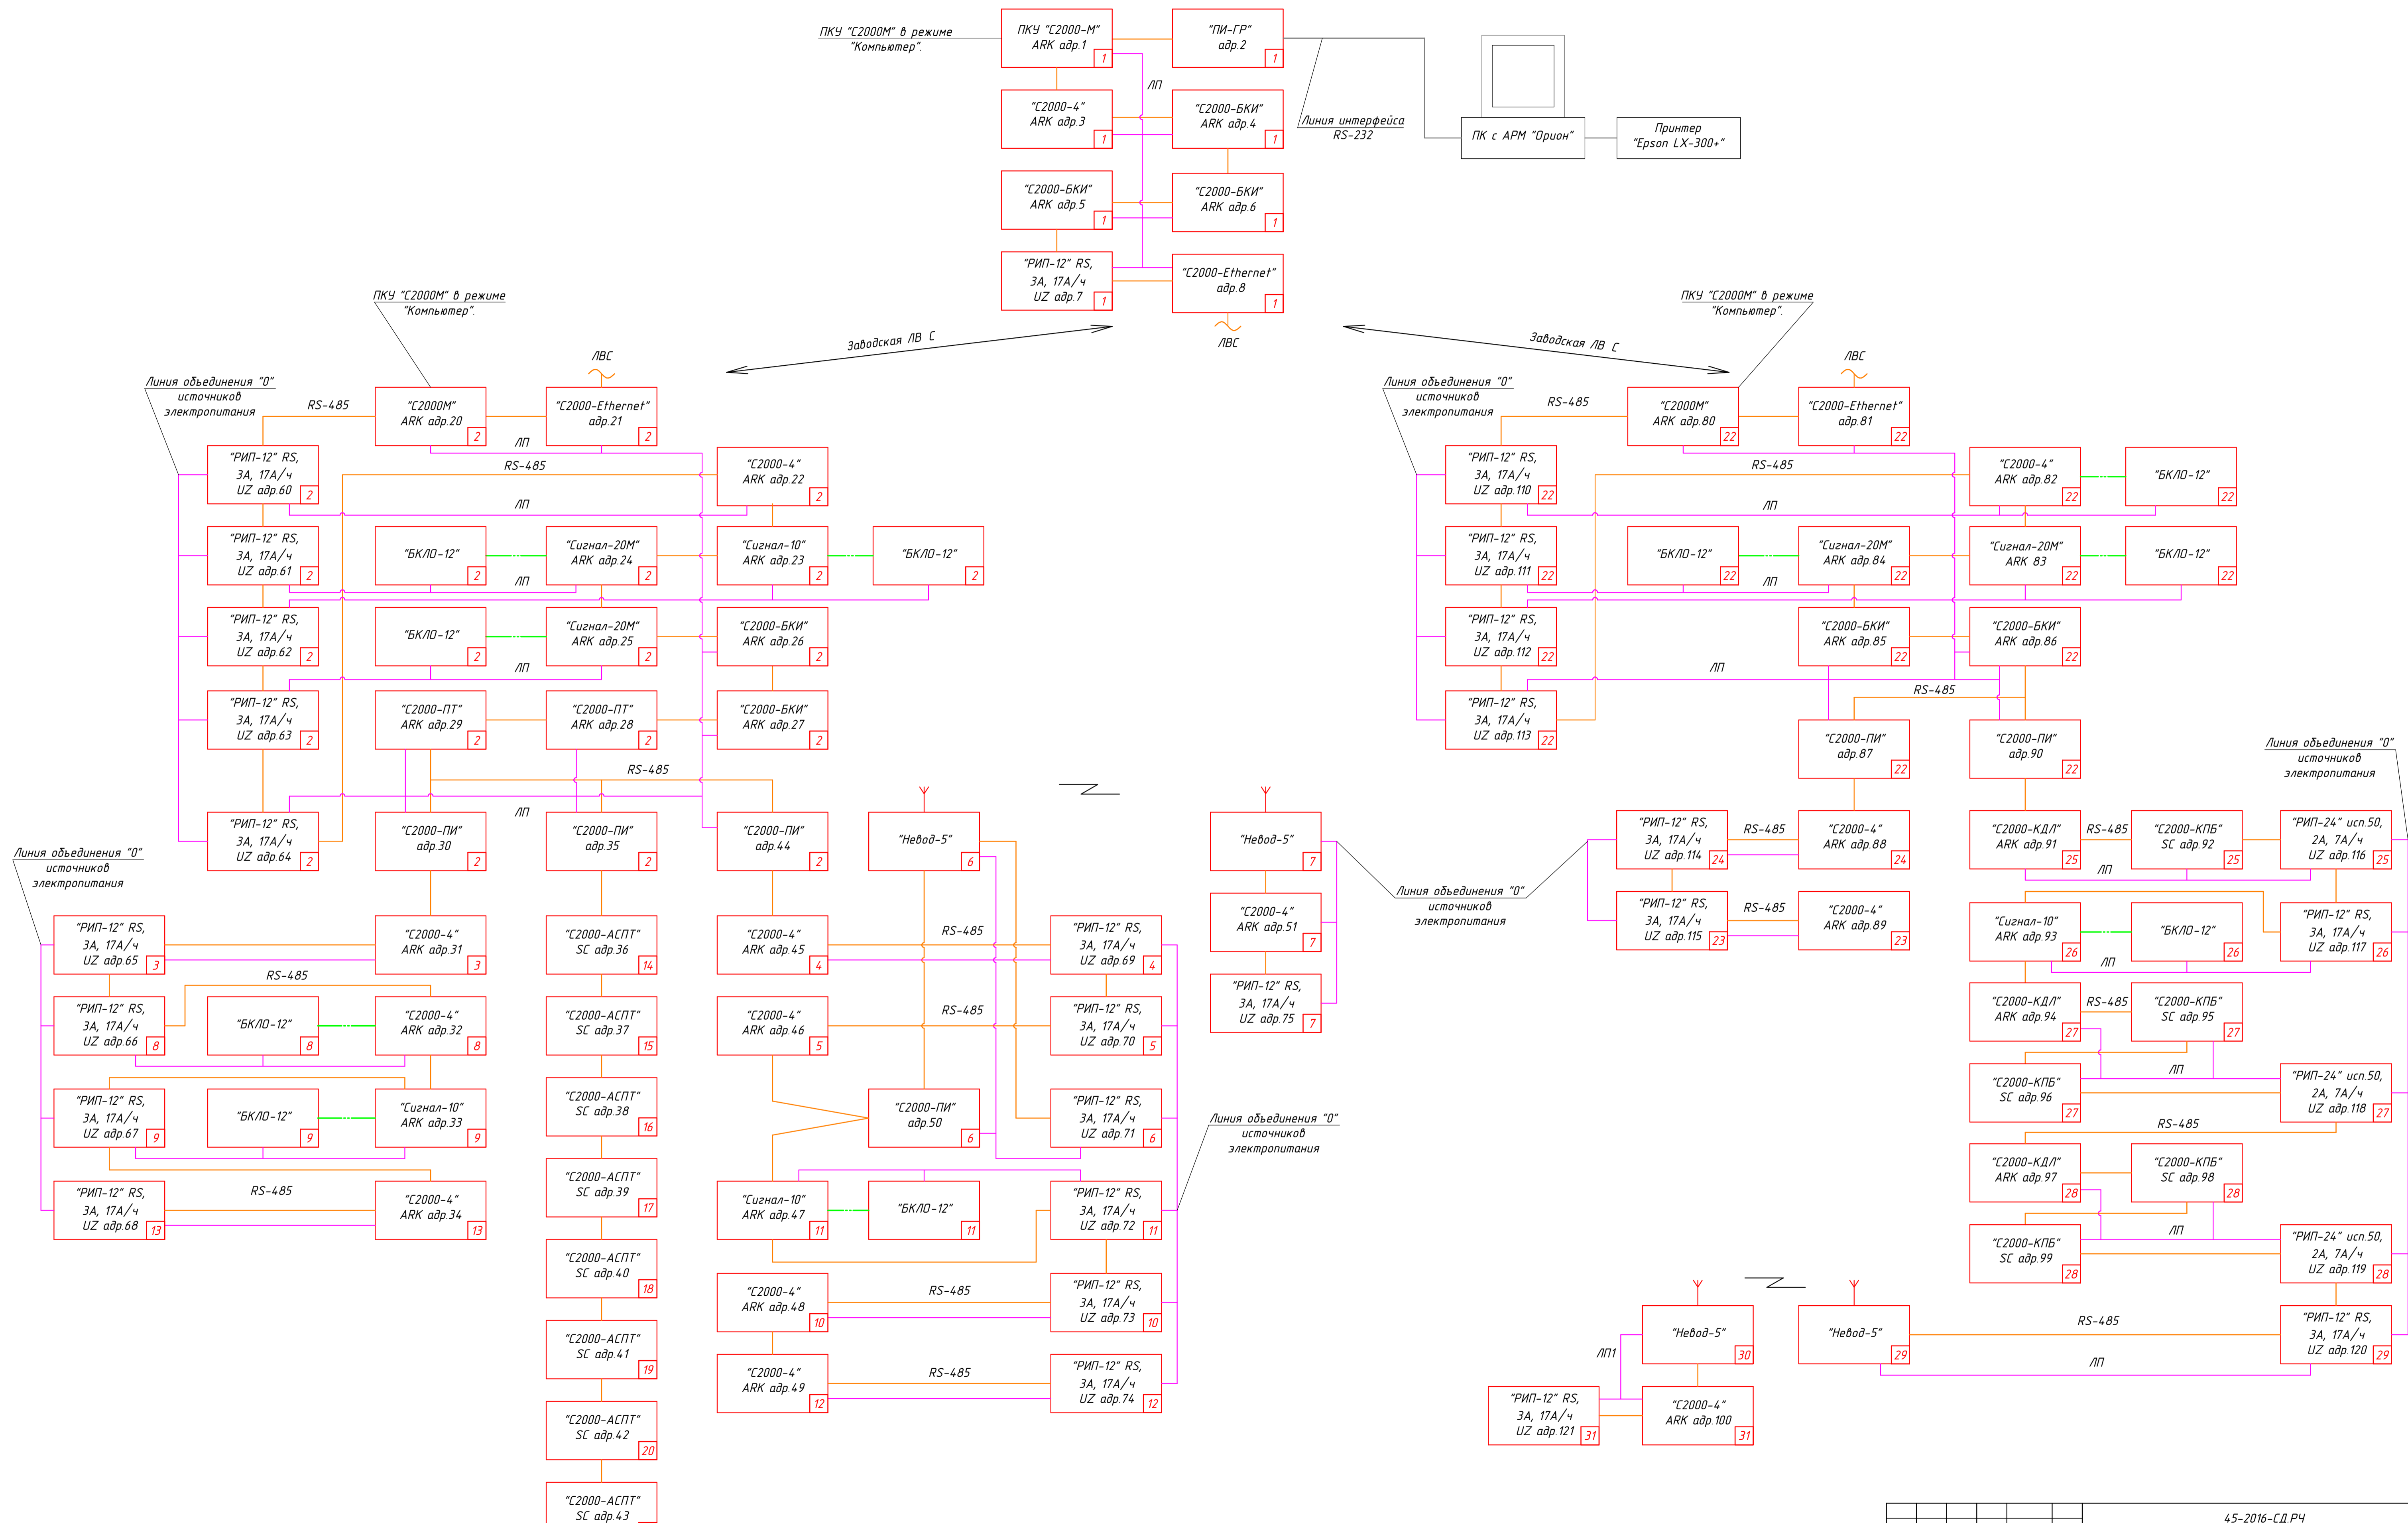 ПКУ "С2000М" в режиме
"Компьютер".
ПКУ "С2000-М"
ARK адр.1
1
"ПИ-ГР"
адр.2
1
ЛП
"С2000-4"
ARK адр.3
1
"С2000-БКИ"
ARK адр.4
1
Линия интерфейса
RS-232
ПК с АРМ "Орион"
Принтер
"Epson LX-300+"
"С2000-БКИ"
ARK адр.5
1
"С2000-БКИ"
ARK адр.6
1
"РИП-12" RS,
3А, 17А/ч
UZ адр.7
1
"С2000-Ethernet"
адр.8
1
ЛВС
Заводская ЛВ С
Заводская ЛВ С
ПКУ "С2000М" в режиме
"Компьютер".
ЛВС
Линия объединения "0"
источников
электропитания
RS-485
"С2000М"
ARK адр.20
2
"С2000-Ethernet"
адр.21
2
ЛП
"РИП-12" RS,
3А, 17А/ч
UZ адр.60
2
RS-485
"С2000-4"
ARK адр.22
2
ЛП
"РИП-12" RS,
3А, 17А/ч
UZ адр.61
2
"БКЛО-12"
2
"Сигнал-20М"
ARK адр.24
2
"Сигнал-10"
ARK адр.23
2
"БКЛО-12"
2
ЛП
"РИП-12" RS,
3А, 17А/ч
UZ адр.62
2
"БКЛО-12"
2
"Сигнал-20М"
ARK адр.25
2
"С2000-БКИ"
ARK адр.26
2
ЛП
"РИП-12" RS,
3А, 17А/ч
UZ адр.63
2
"С2000-ПТ"
ARK адр.29
2
"С2000-ПТ"
ARK адр.28
2
"С2000-БКИ"
ARK адр.27
2
RS-485
ЛП
"РИП-12" RS,
3А, 17А/ч
UZ адр.64
2
"С2000-ПИ"
адр.30
2
"С2000-ПИ"
адр.35
2
"С2000-ПИ"
адр.44
2
"Невод-5"
6
"Невод-5"
7
Линия объединения "0"
источников
электропитания
"РИП-12" RS,
3А, 17А/ч
UZ адр.65
3
"С2000-4"
ARK адр.31
3
RS-485
"РИП-12" RS,
3А, 17А/ч
UZ адр.66
8
"БКЛО-12"
8
"С2000-4"
ARK адр.32
8
"РИП-12" RS,
3А, 17А/ч
UZ адр.67
9
"БКЛО-12"
9
"Сигнал-10"
ARK адр.33
9
"РИП-12" RS,
3А, 17А/ч
UZ адр.68
13
RS-485
"С2000-4"
ARK адр.34
13
"С2000-АСПТ"
SC адр.36
14
"С2000-АСПТ"
SC адр.37
15
"С2000-АСПТ"
SC адр.38
16
"С2000-АСПТ"
SC адр.39
17
"С2000-АСПТ"
SC адр.40
18
"С2000-АСПТ"
SC адр.41
19
"С2000-АСПТ"
SC адр.42
20
"С2000-АСПТ"
SC адр.43
"С2000-4"
ARK адр.45
4
RS-485
"РИП-12" RS,
3А, 17А/ч
UZ адр.69
4
"С2000-4"
ARK адр.46
5
RS-485
"РИП-12" RS,
3А, 17А/ч
UZ адр.70
5
"С2000-ПИ"
адр.50
6
"РИП-12" RS,
3А, 17А/ч
UZ адр.71
6
Линия объединения "0"
источников
электропитания
"Сигнал-10"
ARK адр.47
11
"БКЛО-12"
11
"РИП-12" RS,
3А, 17А/ч
UZ адр.72
11
"С2000-4"
ARK адр.48
10
RS-485
"РИП-12" RS,
3А, 17А/ч
UZ адр.73
10
"С2000-4"
ARK адр.49
12
RS-485
"РИП-12" RS,
3А, 17А/ч
UZ адр.74
12
"С2000-4"
ARK адр.51
7
"РИП-12" RS,
3А, 17А/ч
UZ адр.75
7
Линия объединения "0"
источников
электропитания
ПКУ "С2000М" в режиме
"Компьютер".
ЛВС
Линия объединения "0"
источников
электропитания
RS-485
"С2000М"
ARK адр.80
22
"С2000-Ethernet"
адр.81
22
"РИП-12" RS,
3А, 17А/ч
UZ адр.110
22
RS-485
"С2000-4"
ARK адр.82
22
"БКЛО-12"
22
ЛП
"РИП-12" RS,
3А, 17А/ч
UZ адр.111
22
"БКЛО-12"
22
"Сигнал-20М"
ARK адр.84
22
"Сигнал-20М"
ARK 83
22
"БКЛО-12"
22
ЛП
"РИП-12" RS,
3А, 17А/ч
UZ адр.112
22
"С2000-БКИ"
ARK адр.85
22
"С2000-БКИ"
ARK адр.86
22
ЛП
RS-485
"РИП-12" RS,
3А, 17А/ч
UZ адр.113
22
"С2000-ПИ"
адр.87
22
"С2000-ПИ"
адр.90
22
Линия объединения "0"
источников
электропитания
"РИП-12" RS,
3А, 17А/ч
UZ адр.114
24
RS-485
"С2000-4"
ARK адр.88
24
"РИП-12" RS,
3А, 17А/ч
UZ адр.115
23
RS-485
"С2000-4"
ARK адр.89
23
"С2000-КДЛ"
ARK адр.91
25
RS-485
"С2000-КПБ"
SC адр.92
25
"РИП-24" исп.50,
2А, 7А/ч
UZ адр.116
25
ЛП
"Сигнал-10"
ARK адр.93
26
"БКЛО-12"
26
"РИП-12" RS,
3А, 17А/ч
UZ адр.117
26
ЛП
"С2000-КДЛ"
ARK адр.94
27
RS-485
"С2000-КПБ"
SC адр.95
27
ЛП
"С2000-КПБ"
SC адр.96
27
"РИП-24" исп.50,
2А, 7А/ч
UZ адр.118
27
RS-485
"С2000-КДЛ"
ARK адр.97
28
"С2000-КПБ"
SC адр.98
28
ЛП
"С2000-КПБ"
SC адр.99
28
"РИП-24" исп.50,
2А, 7А/ч
UZ адр.119
28
"Невод-5"
30
"Невод-5"
29
RS-485
"РИП-12" RS,
3А, 17А/ч
UZ адр.120
29
ЛП
ЛП1
"РИП-12" RS,
3А, 17А/ч
UZ адр.121
31
"С2000-4"
ARK адр.100
31
45-2016-СД.РЧ